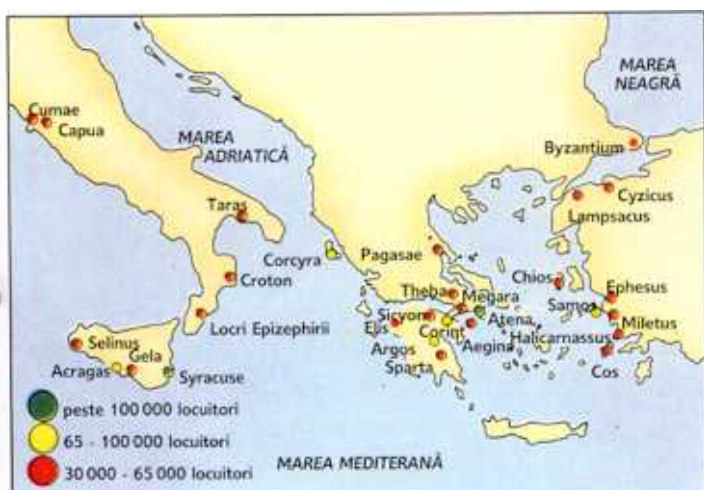 MAREA
NEAGRĂ
Cumae
Capua
MAREA
ADRIATICĂ
Byzantium
Cyzicus
Lampsacus
Taras
Corcyra
Pagasae
Croton
Chios
Ephesus
Theba
Megara
Samos
Locri Epizephirii
Sicyon
Elis
Corint
Atena
Miletus
Selinus
Gela
Argos
Aegina
Halicarnassus
Acragas
Syracuse
Sparta
Cos
peste 100 000 locuitori
65 - 100 000 locuitori
30 000 - 65 000 locuitori
MAREA MEDITERANĂ